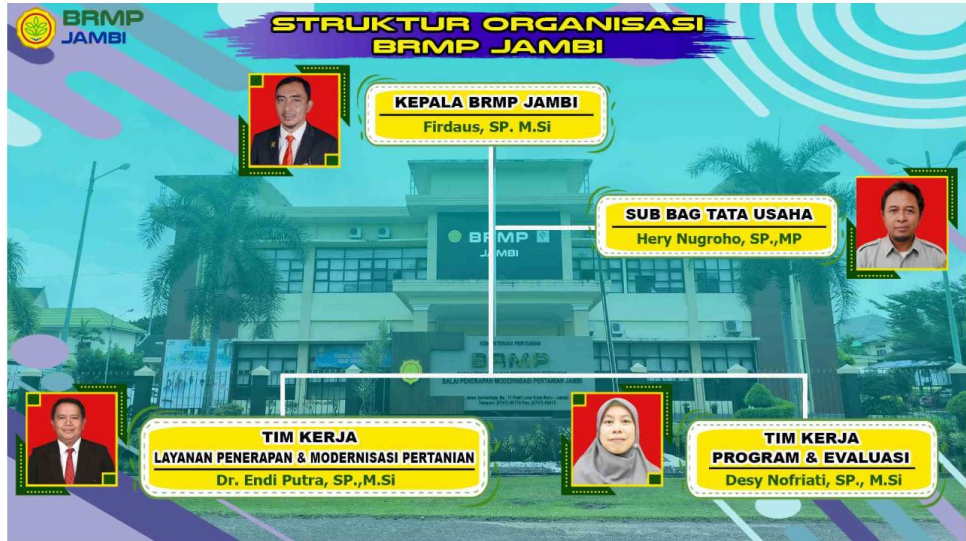 BRMP
JAMBI
STRUKTUR ORGANISASI
BRMP JAMBI
KEPALA BRMP JAMBI
Firdaus, SP. M.Si
SUB BAG TATA USAHA
Hery Nugroho, SP.,MP
BRMP
JAMBI
KEMENTERIAN PERTANIAN
BRMP
BALAI PENERAPAN MODERNISASI PERTANIAN JAMBI
TIM KERJA
LAYANAN PENERAPAN & MODERNISASI PERTANIAN
Dr. Endi Putra, SP.,M.Si
TIM KERJA
PROGRAM & EVALUASI
Desy Nofriati, SP., M.Si